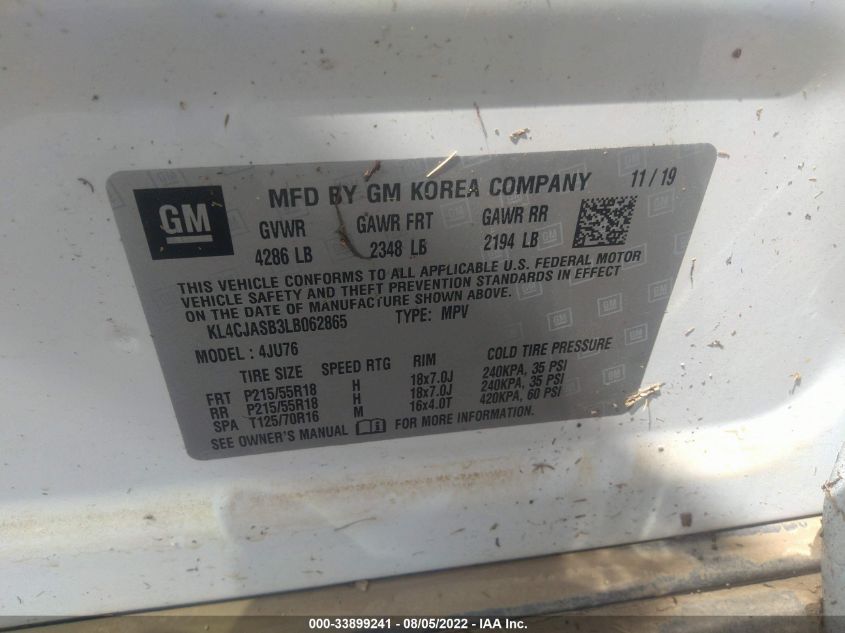 GM
MFD BY GM KOREA COMPANY 11/19
GVWR GAWR FRT GAWR RR
4286 LB 2348 LB 2194 LB
THIS VEHICLE CONFORMS TO ALL APPLICABLE U.S. FEDERAL MOTOR
VEHICLE SAFETY AND THEFT PREVENTION STANDARDS IN EFFECT
ON THE DATE OF MANUFACTURE SHOWN ABOVE.
KL4CJASB3LB062865 TYPE: MPV
MODEL: 4JU76
TIRE SIZE SPEED RTG RIM COLD TIRE PRESSURE
FRT P215/55R18 H 18x7.0J 240KPA, 35 PSI
RR P215/55R18 H 18x7.0J 240KPA, 35 PSI
SPA T125/70R16 M 16x4.0T 420KPA, 60 PSI
SEE OWNER'S MANUAL FOR MORE INFORMATION.
000-33899241 - 08/05/2022 - IAA Inc.